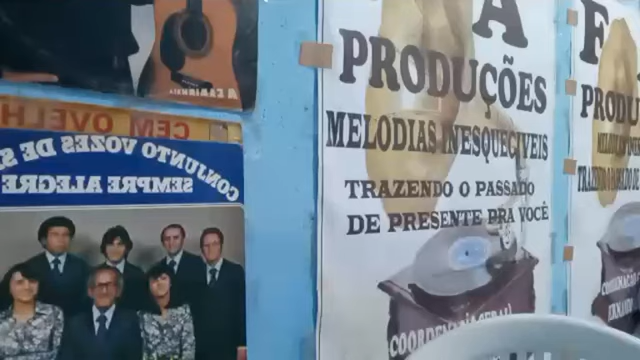 CEM OVELH
CONJUNTO VOZES DE S
SEMPRE ALEGRE
A
PRODUÇÕES
MELODIAS INESQUECÍVEIS
TRAZENDO O PASSADO
DE PRESENTE PRA VOCÊ
COORDENAÇÃO GERAL
F
PRODU